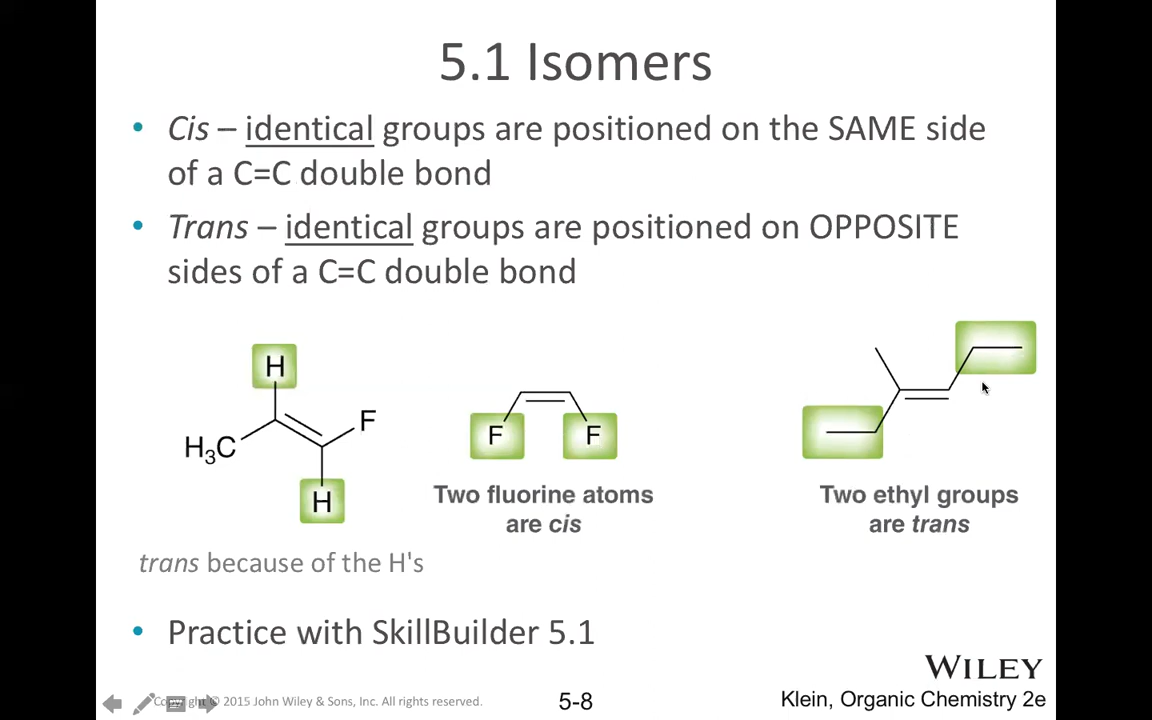 5.1 Isomers
• Cis – identical groups are positioned on the SAME side
of a C=C double bond
• Trans – identical groups are positioned on OPPOSITE
sides of a C=C double bond
H
F
H₃C
H
F F
Two fluorine atoms
are cis
Two ethyl groups
are trans
trans because of the H's
• Practice with SkillBuilder 5.1
WILEY
Copyright © 2015 John Wiley & Sons, Inc. All rights reserved.
5-8
Klein, Organic Chemistry 2e